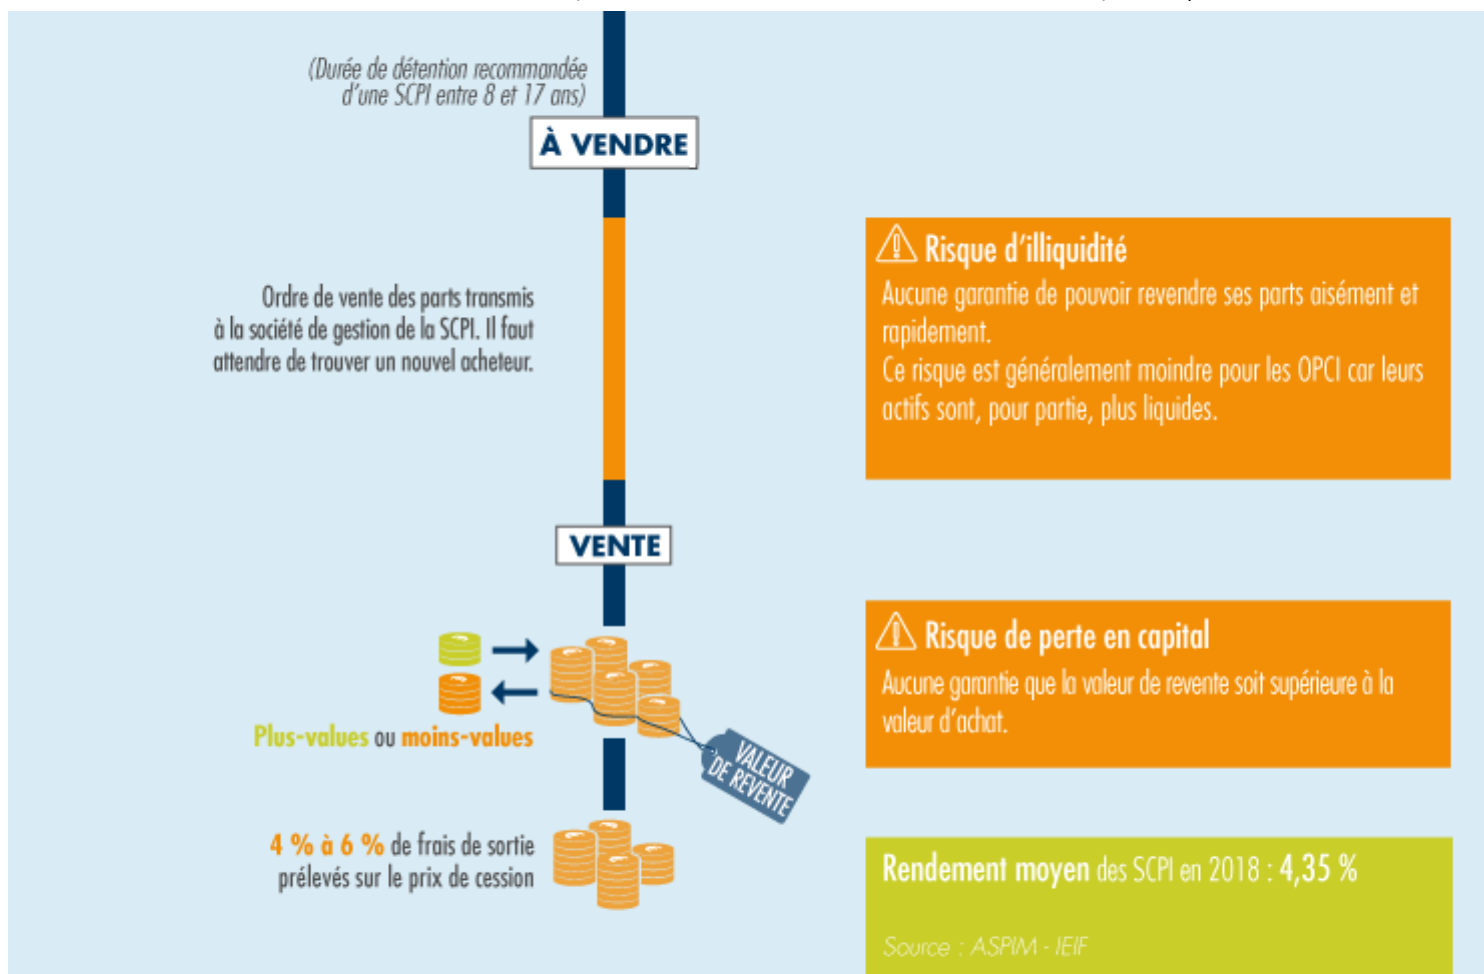 (Durée de détention recommandée
d'une SCPI entre 8 et 17 ans)
À VENDRE
Ordre de vente des parts transmis
à la société de gestion de la SCPI. Il faut
attendre de trouver un nouvel acheteur.
Risque d'illiquidité
Aucune garantie de pouvoir revendre ses parts aisément et
rapidement.
Ce risque est généralement moindre pour les OPCI car leurs
actifs sont, pour partie, plus liquides.
VENTE
Plus-values ou moins-values
VALEUR
DE REVENTE
Risque de perte en capital
Aucune garantie que la valeur de revente soit supérieure à la
valeur d'achat.
4 % à 6 % de frais de sortie
prélevés sur le prix de cession
Rendement moyen des SCPI en 2018 : 4,35 %
Source : ASPIM - IEIF